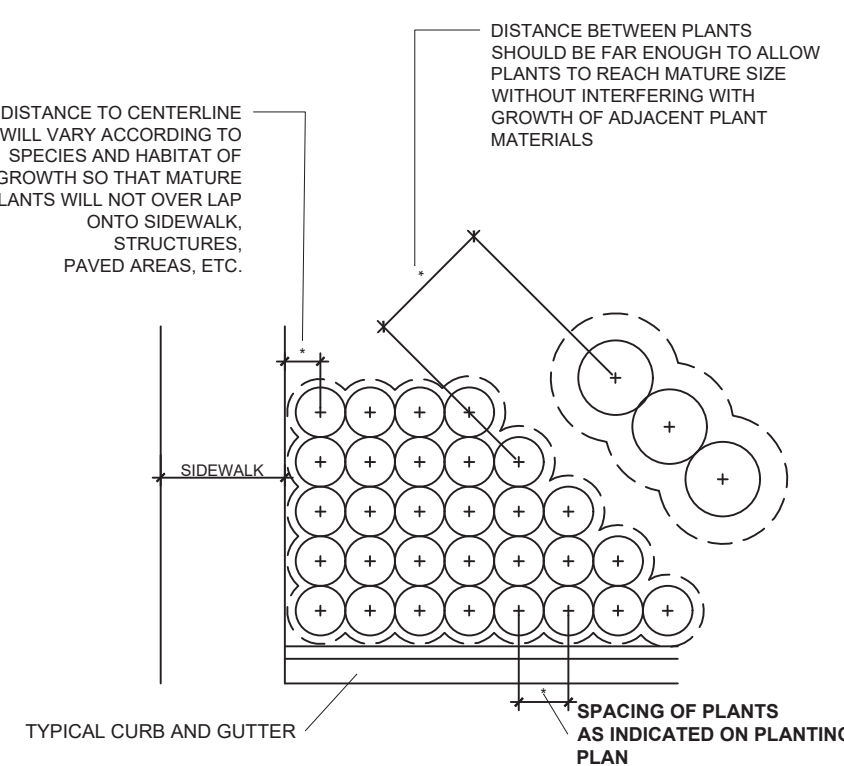 DISTANCE BETWEEN PLANTS
SHOULD BE FAR ENOUGH TO ALLOW
PLANTS TO REACH MATURE SIZE
WITHOUT INTERFERING WITH
GROWTH OF ADJACENT PLANT
MATERIALS
DISTANCE TO CENTERLINE
WILL VARY ACCORDING TO
SPECIES AND HABITAT OF
GROWTH SO THAT MATURE
LANTS WILL NOT OVER LAP
ONTO SIDEWALK,
STRUCTURES,
PAVED AREAS, ETC.
*
*
SIDEWALK
*
TYPICAL CURB AND GUTTER
SPACING OF PLANTS
AS INDICATED ON PLANTING
PLAN